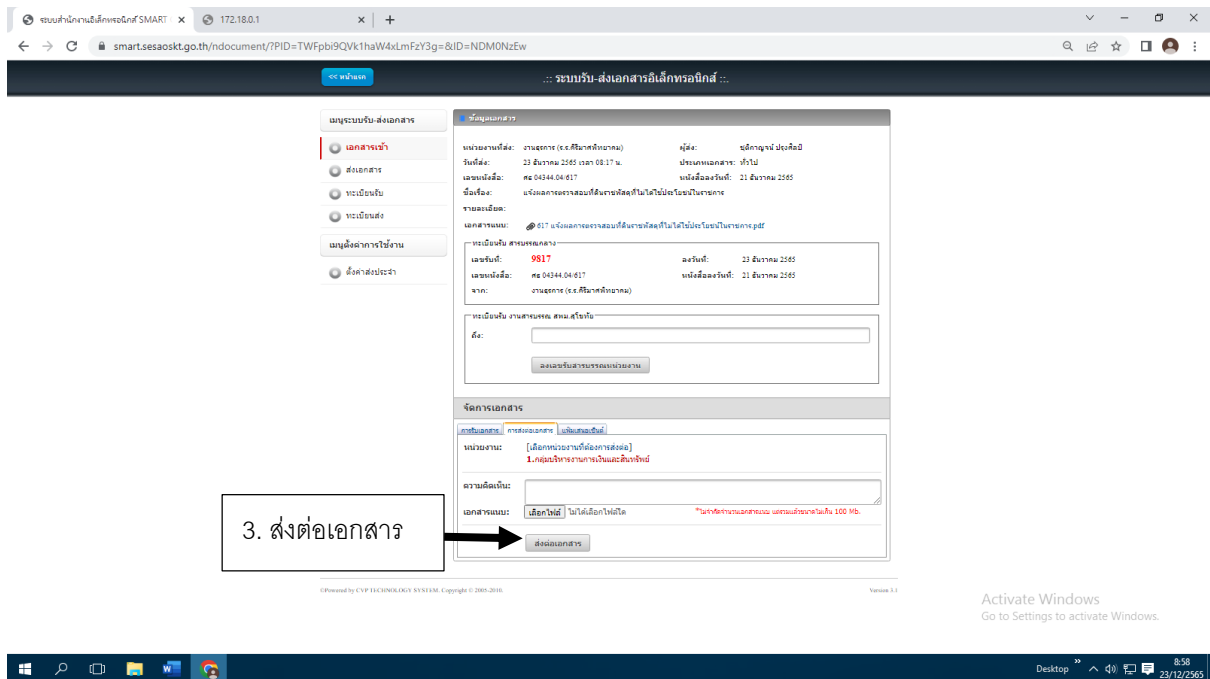 ระบบสำนักงานอิเล็กทรอนิกส์ SMART
172.18.0.1
smart.sesaoskt.go.th/ndocument/?PID=TWFpbi9QVk1haW4xLmFzY3g=&ID=NDM0NzEw
<< หน้าแรก
.:: ระบบรับ-ส่งเอกสารอิเล็กทรอนิกส์ ::.
เมนูระบบรับ-ส่งเอกสาร
เอกสารเข้า
ส่งเอกสาร
ทะเบียนรับ
ทะเบียนส่ง
เมนูตั้งค่าการใช้งาน
ตั้งค่าส่งประจำ
ข้อมูลเอกสาร
หน่วยงานที่ส่ง: งานธุรการ (ร.ร.คีรีมาศพิทยาคม) ผู้ส่ง: ชุติกาญจน์ ปรุงศิลป์
วันที่ส่ง: 23 ธันวาคม 2565 เวลา 08:17 น. ประเภทเอกสาร: ทั่วไป
เลขหนังสือ: ศธ 04344.04/617 หนังสือลงวันที่: 21 ธันวาคม 2565
ชื่อเรื่อง: แจ้งผลการตรวจสอบที่ดินราชพัสดุที่ไม่ได้ใช้ประโยชน์ในราชการ
รายละเอียด:
เอกสารแนบ: 617 แจ้งผลการตรวจสอบที่ดินราชพัสดุที่ไม่ได้ใช้ประโยชน์ในราชการ.pdf
ทะเบียนรับ สารบรรณกลาง
เลขรับที่: 9817 ลงวันที่: 23 ธันวาคม 2565
เลขหนังสือ: ศธ 04344.04/617 หนังสือลงวันที่: 21 ธันวาคม 2565
จาก: งานธุรการ (ร.ร.คีรีมาศพิทยาคม)
ทะเบียนรับ งานสารบรรณ สพม.สุโขทัย
ถึง:
ลงเลขรับสารบรรณหน่วยงาน
จัดการเอกสาร
การรับเอกสาร การส่งต่อเอกสาร แฟ้มเสนอเซ็นต์
หน่วยงาน: [เลือกหน่วยงานที่ต้องการส่งต่อ]
1.กลุ่มบริหารงานการเงินและสินทรัพย์
ความคิดเห็น:
เอกสารแนบ: เลือกไฟล์ ไม่ได้เลือกไฟล์ใด *ไม่จำกัดจำนวนเอกสารแนบ แต่รวมแล้วขนาดไม่เกิน 100 Mb.
ส่งต่อเอกสาร
3. ส่งต่อเอกสาร
©Powered by CVP TECHNOLOGY SYSTEM. Copyright © 2005-2010. Version 3.1
Activate Windows
Go to Settings to activate Windows.
Desktop
8:58
23/12/2565